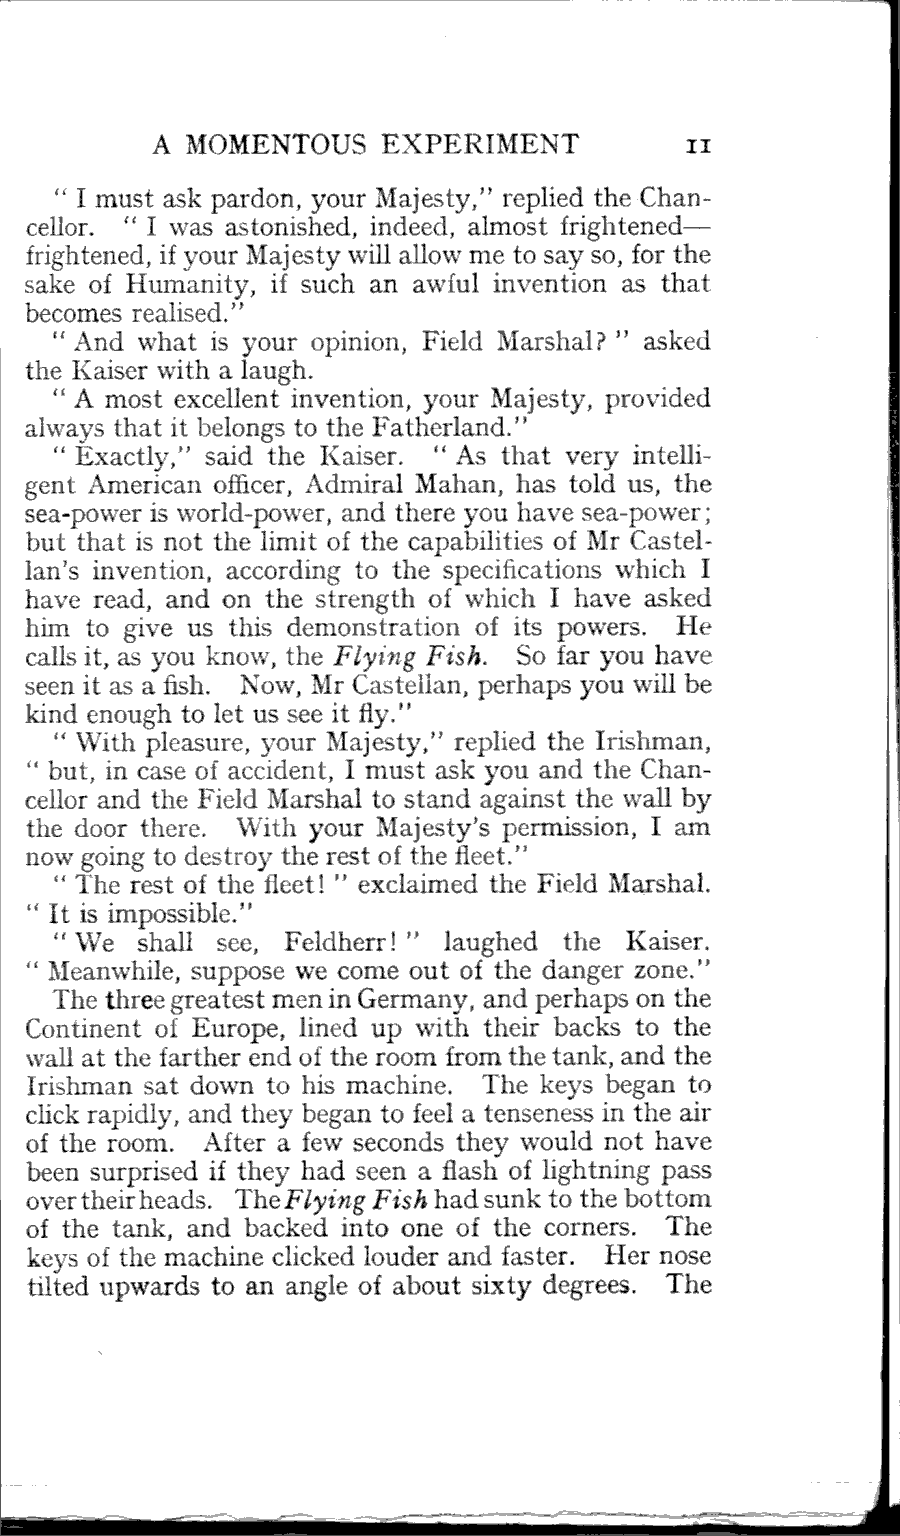 A MOMENTOUS EXPERIMENT 11
“ I must ask pardon, your Majesty,” replied the Chan-
cellor. “ I was astonished, indeed, almost frightened—
frightened, if your Majesty will allow me to say so, for the
sake of Humanity, if such an awful invention as that
becomes realised.”
“ And what is your opinion, Field Marshal? ” asked
the Kaiser with a laugh.
“ A most excellent invention, your Majesty, provided
always that it belongs to the Fatherland.”
“ Exactly,” said the Kaiser. “ As that very intelli-
gent American officer, Admiral Mahan, has told us, the
sea-power is world-power, and there you have sea-power;
but that is not the limit of the capabilities of Mr Castel-
lan’s invention, according to the specifications which I
have read, and on the strength of which I have asked
him to give us this demonstration of its powers. He
calls it, as you know, the Flying Fish. So far you have
seen it as a fish. Now, Mr Castellan, perhaps you will be
kind enough to let us see it fly.”
“ With pleasure, your Majesty,” replied the Irishman,
“ but, in case of accident, I must ask you and the Chan-
cellor and the Field Marshal to stand against the wall by
the door there. With your Majesty’s permission, I am
now going to destroy the rest of the fleet.”
“ The rest of the fleet! ” exclaimed the Field Marshal.
“ It is impossible.”
“ We shall see, Feldherr! ” laughed the Kaiser.
“ Meanwhile, suppose we come out of the danger zone.”
The three greatest men in Germany, and perhaps on the
Continent of Europe, lined up with their backs to the
wall at the farther end of the room from the tank, and the
Irishman sat down to his machine. The keys began to
click rapidly, and they began to feel a tenseness in the air
of the room. After a few seconds they would not have
been surprised if they had seen a flash of lightning pass
over their heads. The Flying Fish had sunk to the bottom
of the tank, and backed into one of the corners. The
keys of the machine clicked louder and faster. Her nose
tilted upwards to an angle of about sixty degrees. The